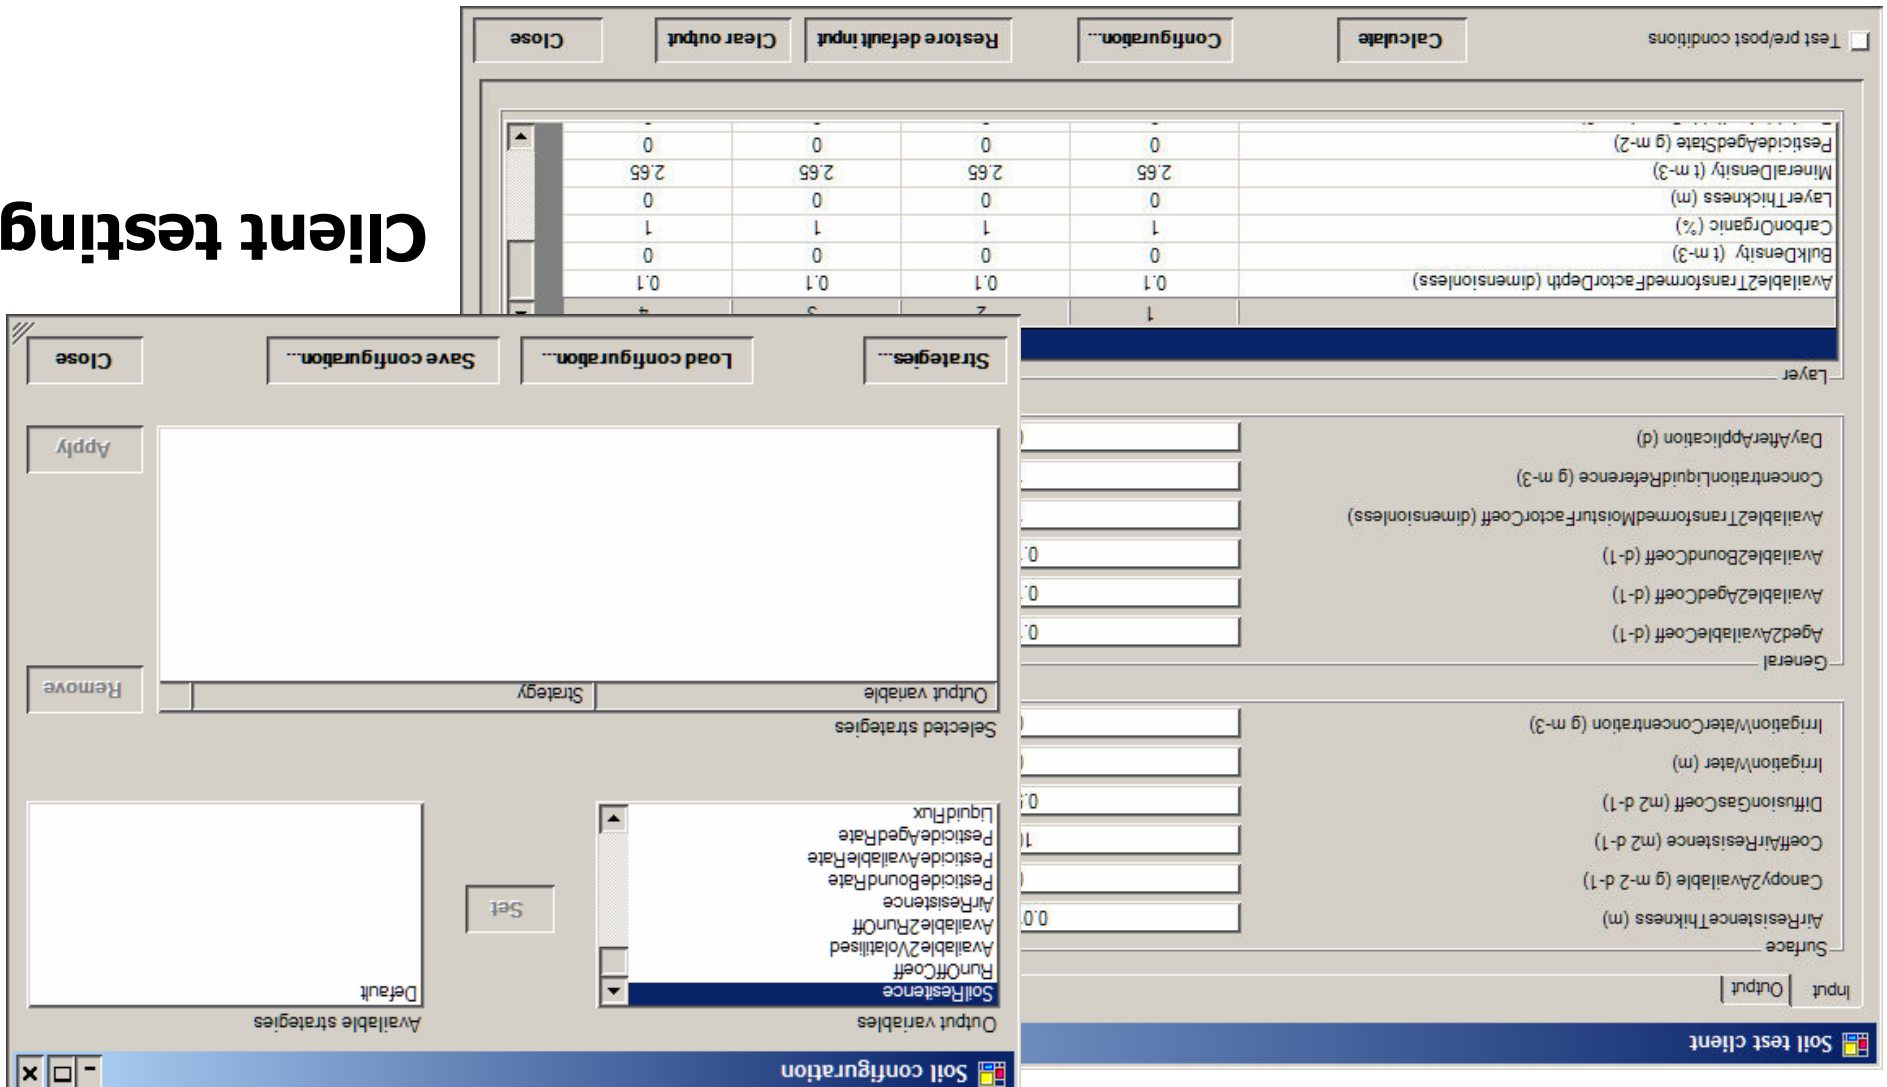 Client testing
Soil test client
Input
Output
Surface
AirResistenceThikness (m)
0.0
Canopy2Available (g m-2 d-1)
CoeffAirResistence (m2 d-1)
DiffusionGasCoeff (m2 d-1)
IrrigationWater (m)
IrrigationWaterConcentration (g m-3)
General
Aged2AvailableCoeff (d-1)
0.
Available2AgedCoeff (d-1)
0.
Available2BoundCoeff (d-1)
0.
Available2TransformedMoisturFactorCoeff (dimensionless)
ConcentrationLiquidReference (g m-3)
DayAfterApplication (d)
Layer
1 2 3 4
Available2TransformedFactorDepth (dimensionless) 0.1 0.1 0.1 0.1
BulkDensity (t m-3) 0 0 0 0
CarbonOrganic (%) 1 1 1 1
LayerThickness (m) 0 0 0 0
MineralDensity (t m-3) 2.65 2.65 2.65 2.65
PesticideAgedState (g m-2) 0 0 0 0
Test pre/post conditions
Calculate
Configuration...
Restore default input
Clear output
Close
Soil configuration
Output variables
SoilResitence
RunOffCoeff
Available2Volatilised
Available2RunOff
AirResistence
PesticideBoundRate
PesticideAvailableRate
PesticideAgedRate
LiquidFlux
Set
Available strategies
Default
Selected strategies
Output variable
Strategy
Remove
Apply
Strategies...
Load configuration...
Save configuration...
Close